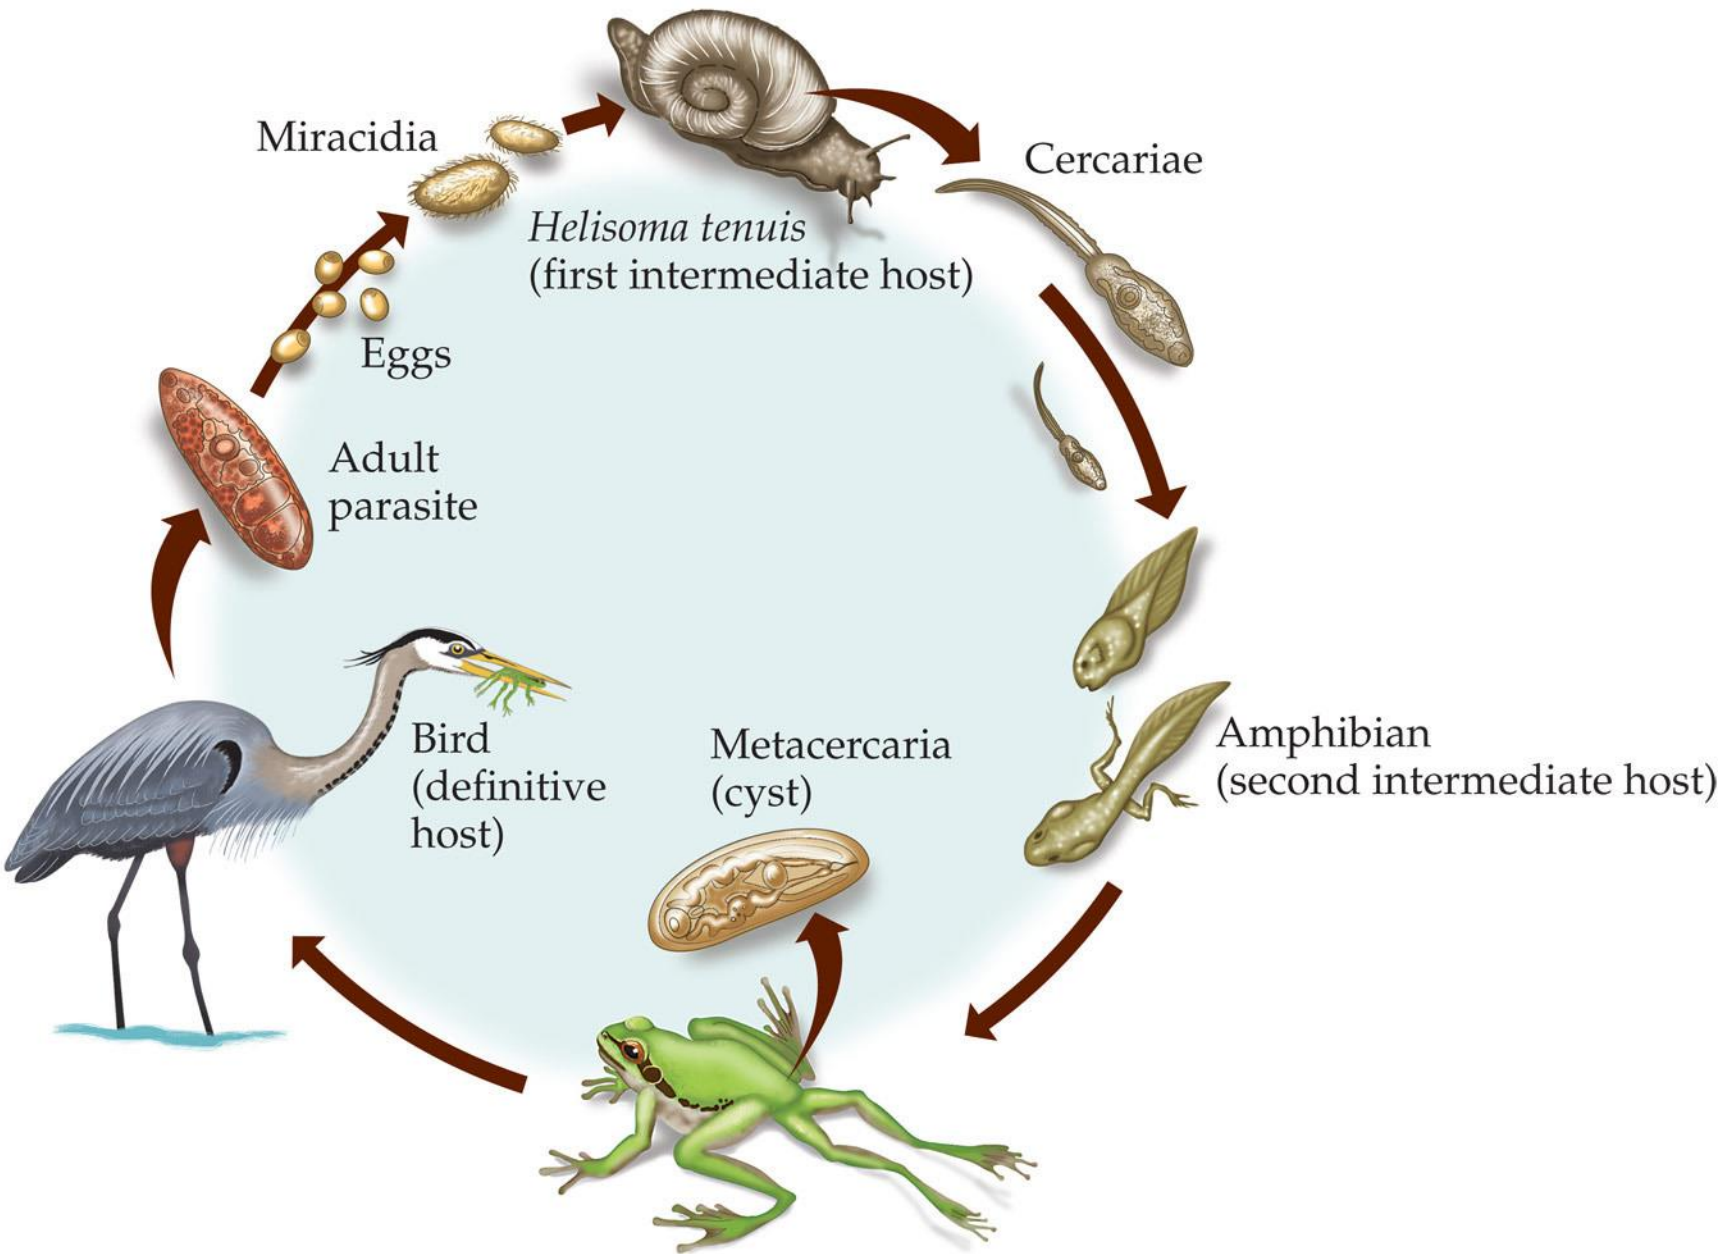 Miracidia
Cercariae
Helisoma tenuis
(first intermediate host)
Eggs
Adult
parasite
Bird
(definitive
host)
Metacercaria
(cyst)
Amphibian
(second intermediate host)